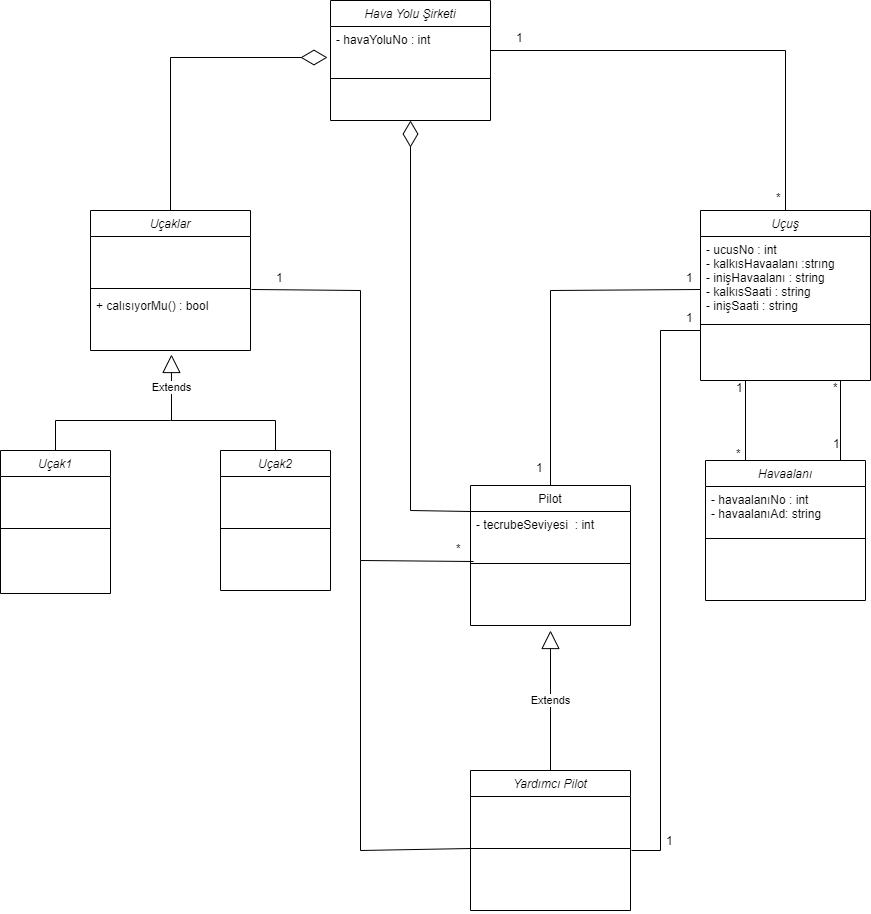 Hava Yolu Şirketi
- havaYoluNo : int
1
*
Uçaklar
+ calısıyorMu() : bool
1
Extends
Uçak1
Uçak2
Uçuş
- ucusNo : int
- kalkısHavaalanı :strıng
- inişHavaalanı : string
- kalkısSaati : string
- inişSaati : string
1
1
1
*
*
1
Havaalanı
- havaalanıNo : int
- havaalanıAd: string
1
*
Pilot
- tecrubeSeviyesi : int
Extends
Yardımcı Pilot
1